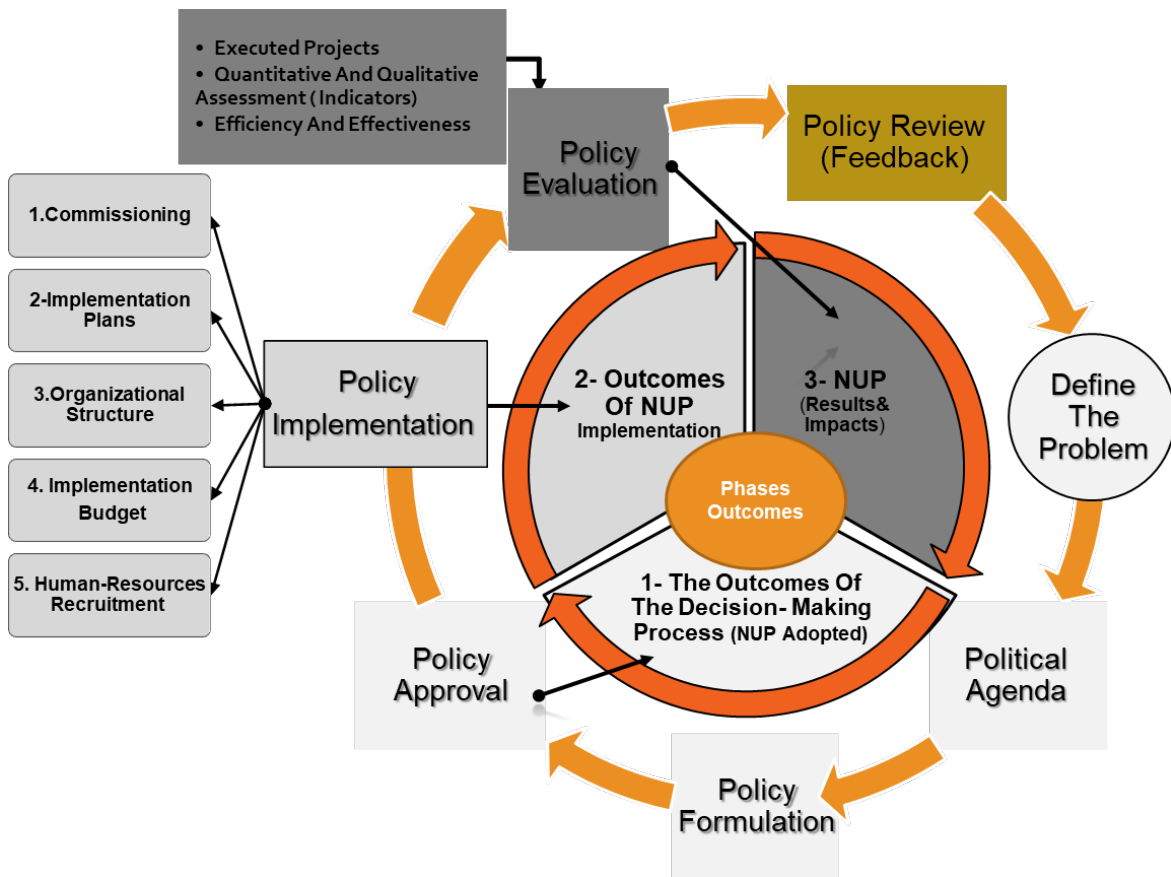 • Executed Projects
• Quantitative And Qualitative
Assessment ( Indicators)
• Efficiency And Effectiveness
Policy
Evaluation
Policy Review
(Feedback)
1.Commissioning
2-Implementation
Plans
3.Organizational
Structure
4. Implementation
Budget
5. Human-Resources
Recruitment
Policy
Implementation
2- Outcomes
Of NUP
Implementation
3- NUP
(Results&
Impacts)
Define
The
Problem
Phases
Outcomes
1- The Outcomes Of
The Decision- Making
Process (NUP Adopted)
Policy
Approval
Political
Agenda
Policy
Formulation